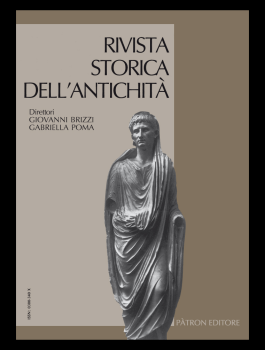 RIVISTA
STORICA
DELL'ANTICHITÀ
Direttori
GIOVANNI BRIZZI
GABRIELLA POMA
PÀTRON EDITORE